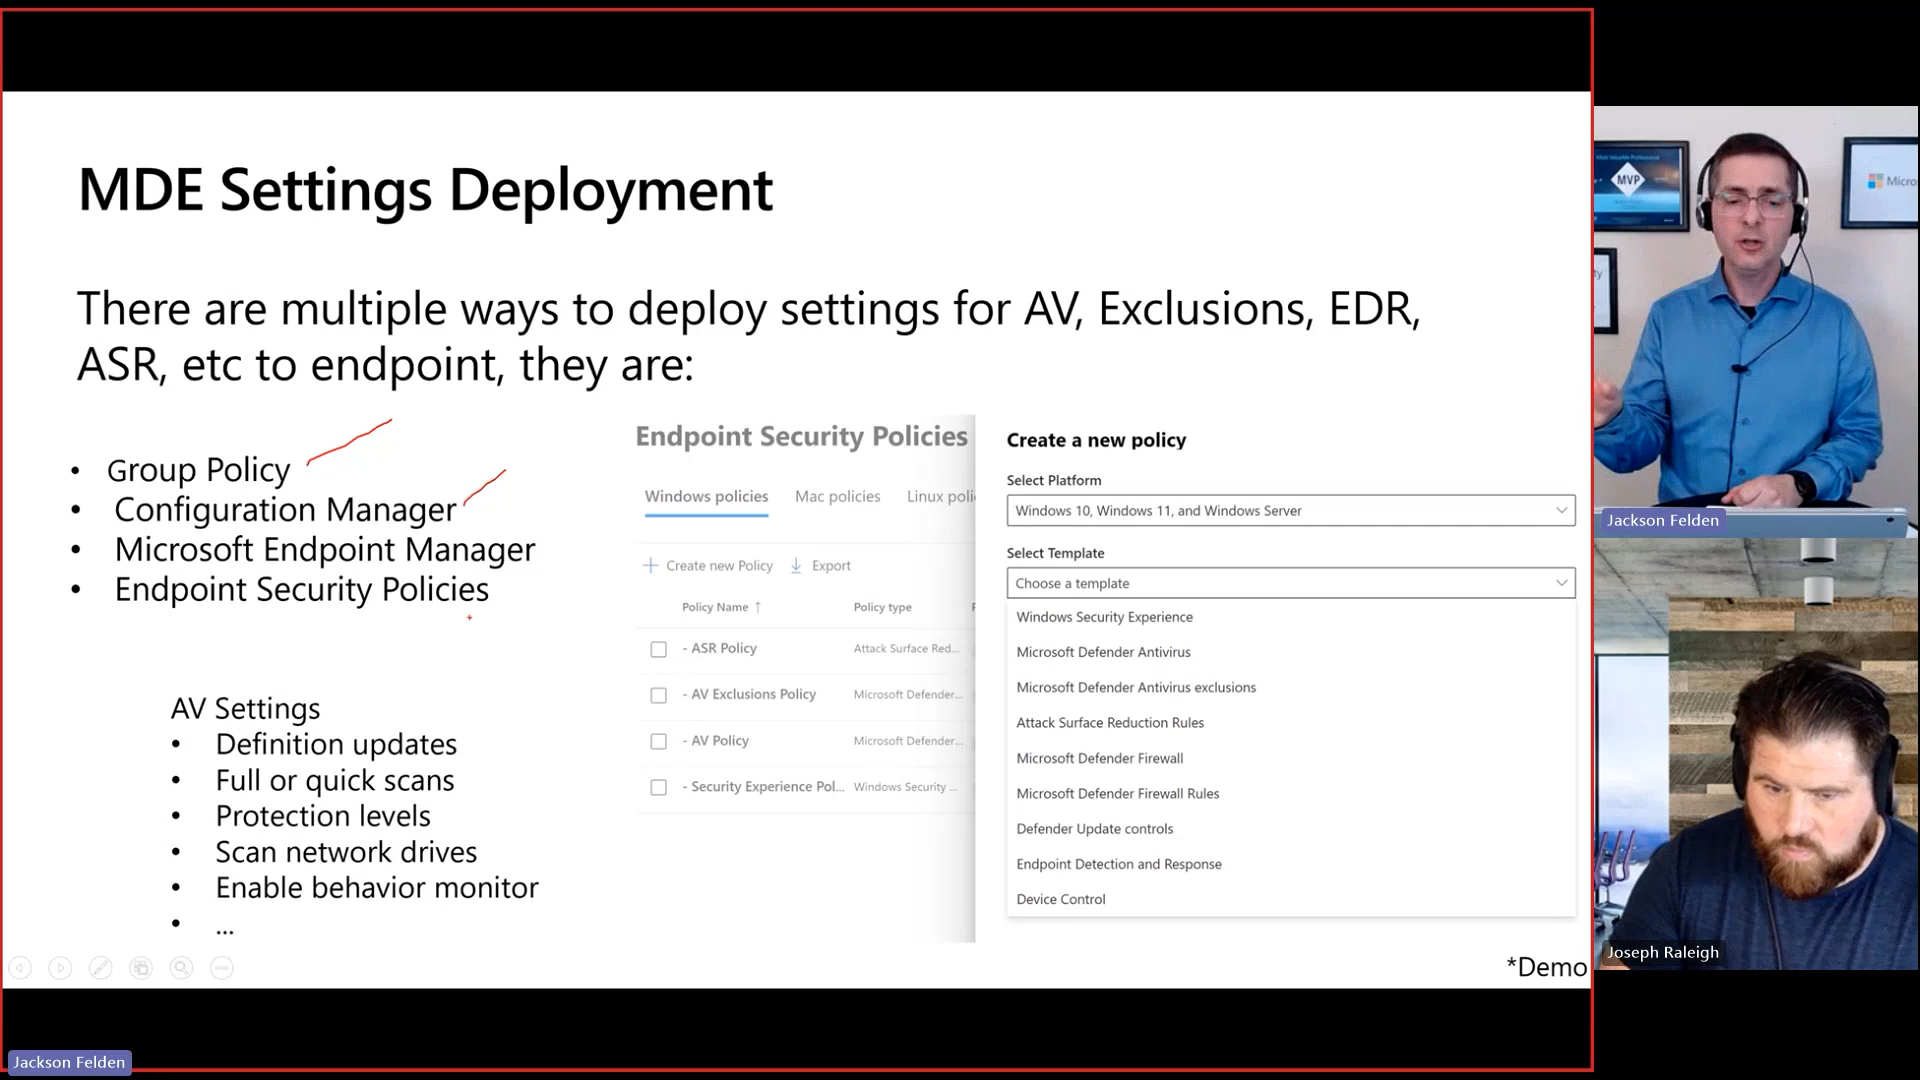 MDE Settings Deployment
There are multiple ways to deploy settings for AV, Exclusions, EDR,
ASR, etc to endpoint, they are:
• Group Policy
• Configuration Manager
• Microsoft Endpoint Manager
• Endpoint Security Policies
AV Settings
• Definition updates
• Full or quick scans
• Protection levels
• Scan network drives
• Enable behavior monitor
• ...
Endpoint Security Policies
Windows policies Mac policies Linux poli
Create new Policy Export
Policy Name ↑ Policy type
- ASR Policy Attack Surface Red...
- AV Exclusions Policy Microsoft Defender...
- AV Policy Microsoft Defender...
- Security Experience Pol... Windows Security ...
Create a new policy
Select Platform
Windows 10, Windows 11, and Windows Server
Select Template
Choose a template
Windows Security Experience
Microsoft Defender Antivirus
Microsoft Defender Antivirus exclusions
Attack Surface Reduction Rules
Microsoft Defender Firewall
Microsoft Defender Firewall Rules
Defender Update controls
Endpoint Detection and Response
Device Control
*Demo
MVP
Micro
Jackson Felden
Joseph Raleigh
Jackson Felden